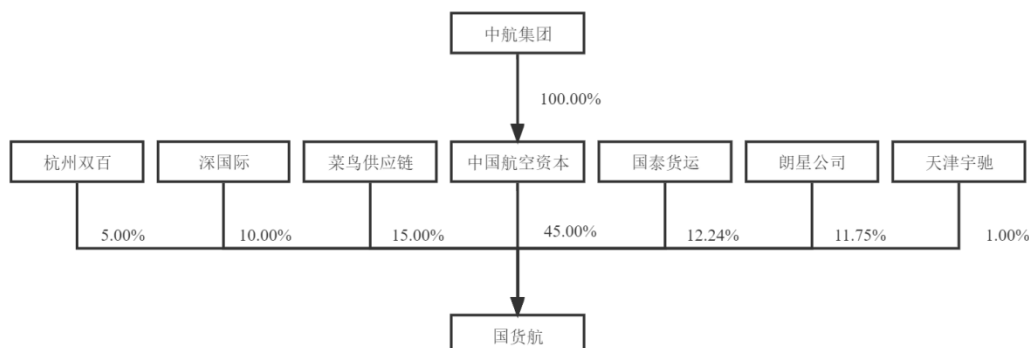 中航集团
100.00%
杭州双百
深国际
菜鸟供应链
中国航空资本
国泰货运
朗星公司
天津宇驰
5.00%
10.00%
15.00%
45.00%
12.24%
11.75%
1.00%
国货航